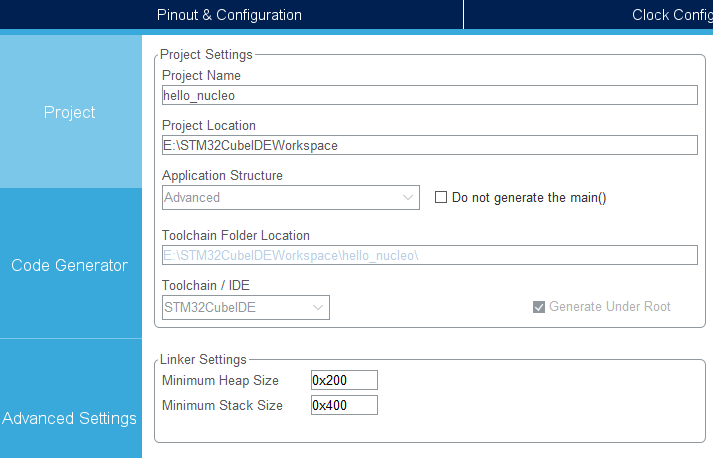 Pinout & Configuration
Clock Config
Project
Code Generator
Advanced Settings
Project Settings
Project Name
hello_nucleo
Project Location
E:\STM32CubeIDEWorkspace
Application Structure
Advanced
Do not generate the main()
Toolchain Folder Location
E:\STM32CubeIDEWorkspace\hello_nucleo\
Toolchain / IDE
STM32CubeIDE
Generate Under Root
Linker Settings
Minimum Heap Size 0x200
Minimum Stack Size 0x400